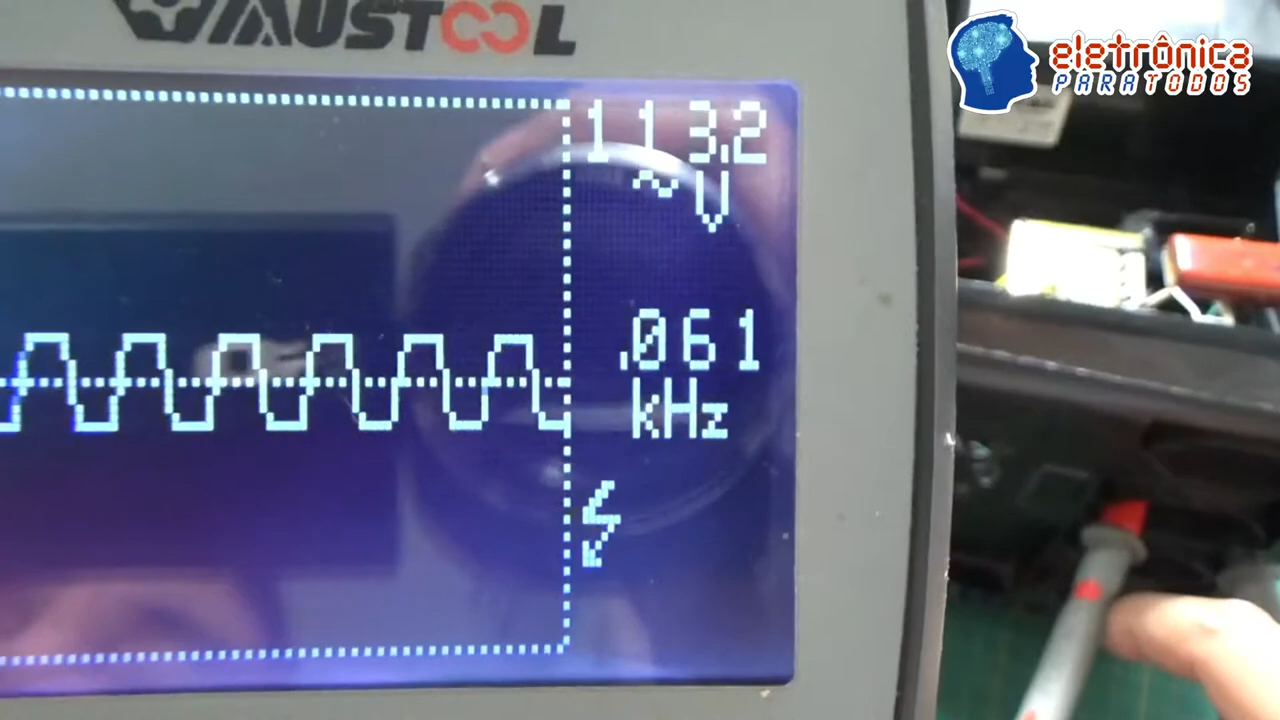 MUSTOOL
eletrônica
PARATODOS
113.2
~V
.061
kHz